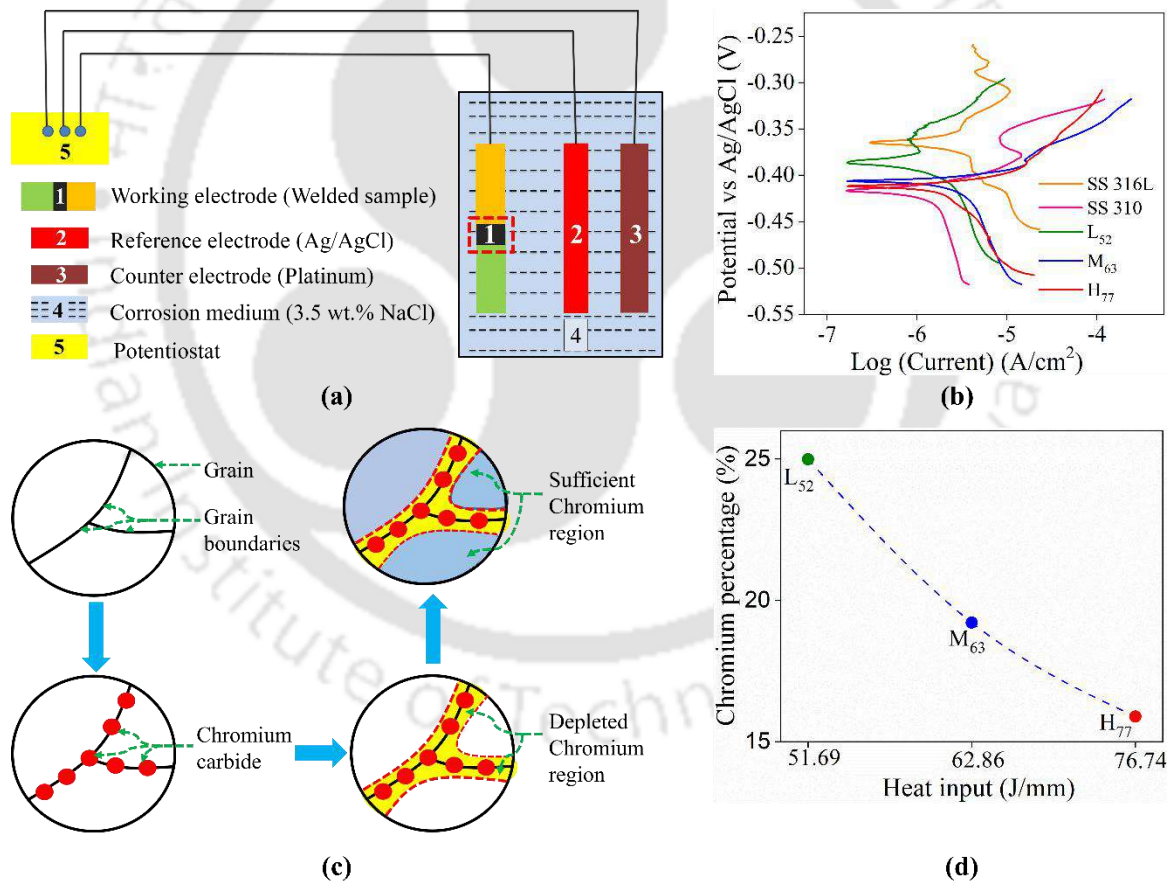 5
1
Working electrode (Welded sample)
2
Reference electrode (Ag/AgCl)
3
Counter electrode (Platinum)
4
Corrosion medium (3.5 wt.% NaCl)
5
Potentiostat
1
2
3
4
(a)
Potential vs Ag/AgCl (V)
-0.25
-0.30
-0.35
-0.40
-0.45
-0.50
-0.55
-7
-6
-5
-4
Log (Current) (A/cm²)
SS 316L
SS 310
L₅₂
M₆₃
H₇₇
(b)
Grain
Grain
boundaries
Sufficient
Chromium
region
Chromium
carbide
Depleted
Chromium
region
(c)
Chromium percentage (%)
25
20
15
L₅₂
M₆₃
H₇₇
51.69
62.86
76.74
Heat input (J/mm)
(d)
Institute of Techn